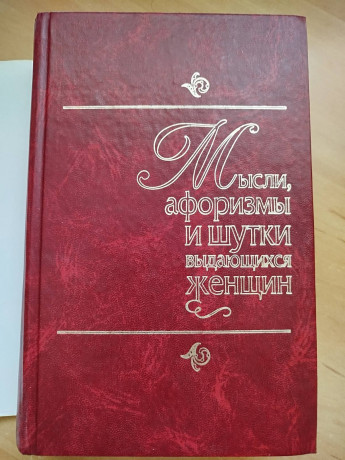 Мысли,
афоризмы
и шутки
выдающихся
женщин